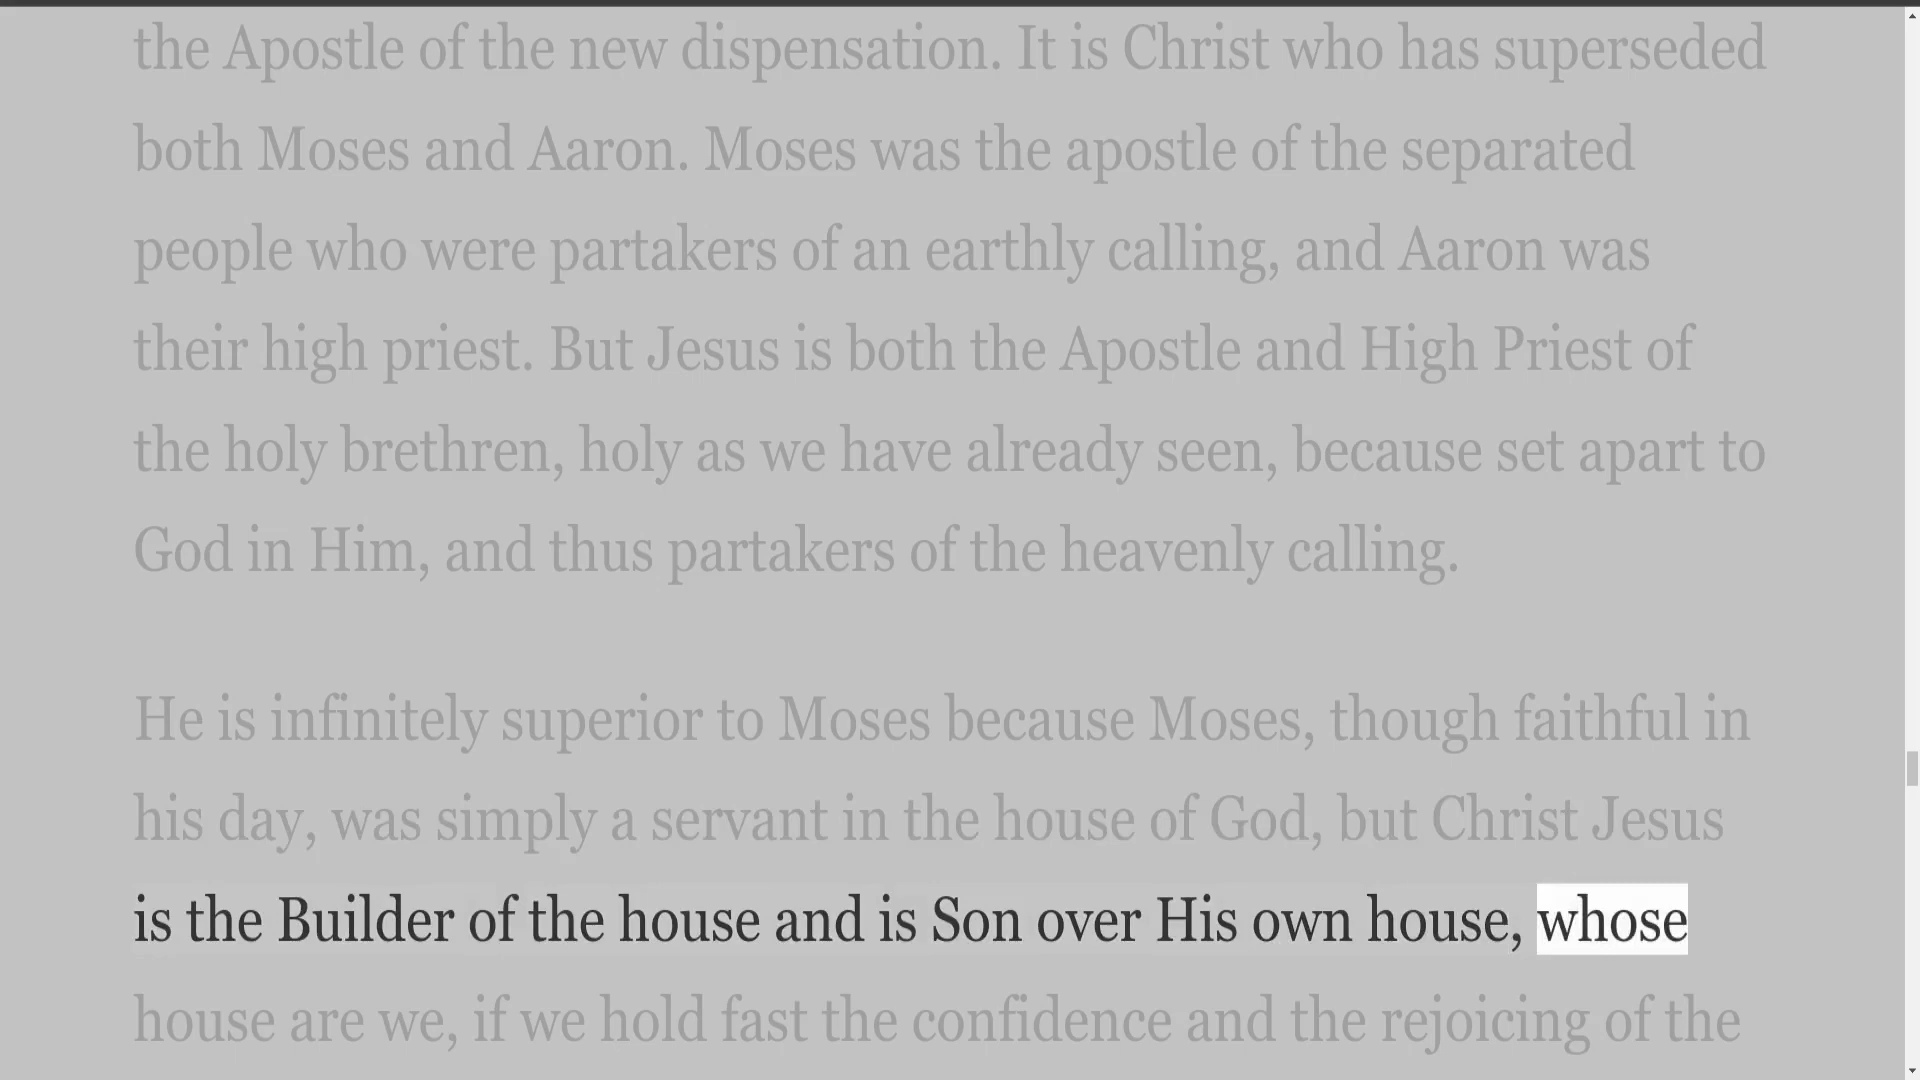 the Apostle of the new dispensation. It is Christ who has superseded
both Moses and Aaron. Moses was the apostle of the separated
people who were partakers of an earthly calling, and Aaron was
their high priest. But Jesus is both the Apostle and High Priest of
the holy brethren, holy as we have already seen, because set apart to
God in Him, and thus partakers of the heavenly calling.
He is infinitely superior to Moses because Moses, though faithful in
his day, was simply a servant in the house of God, but Christ Jesus
is the Builder of the house and is Son over His own house, whose
house are we, if we hold fast the confidence and the rejoicing of the